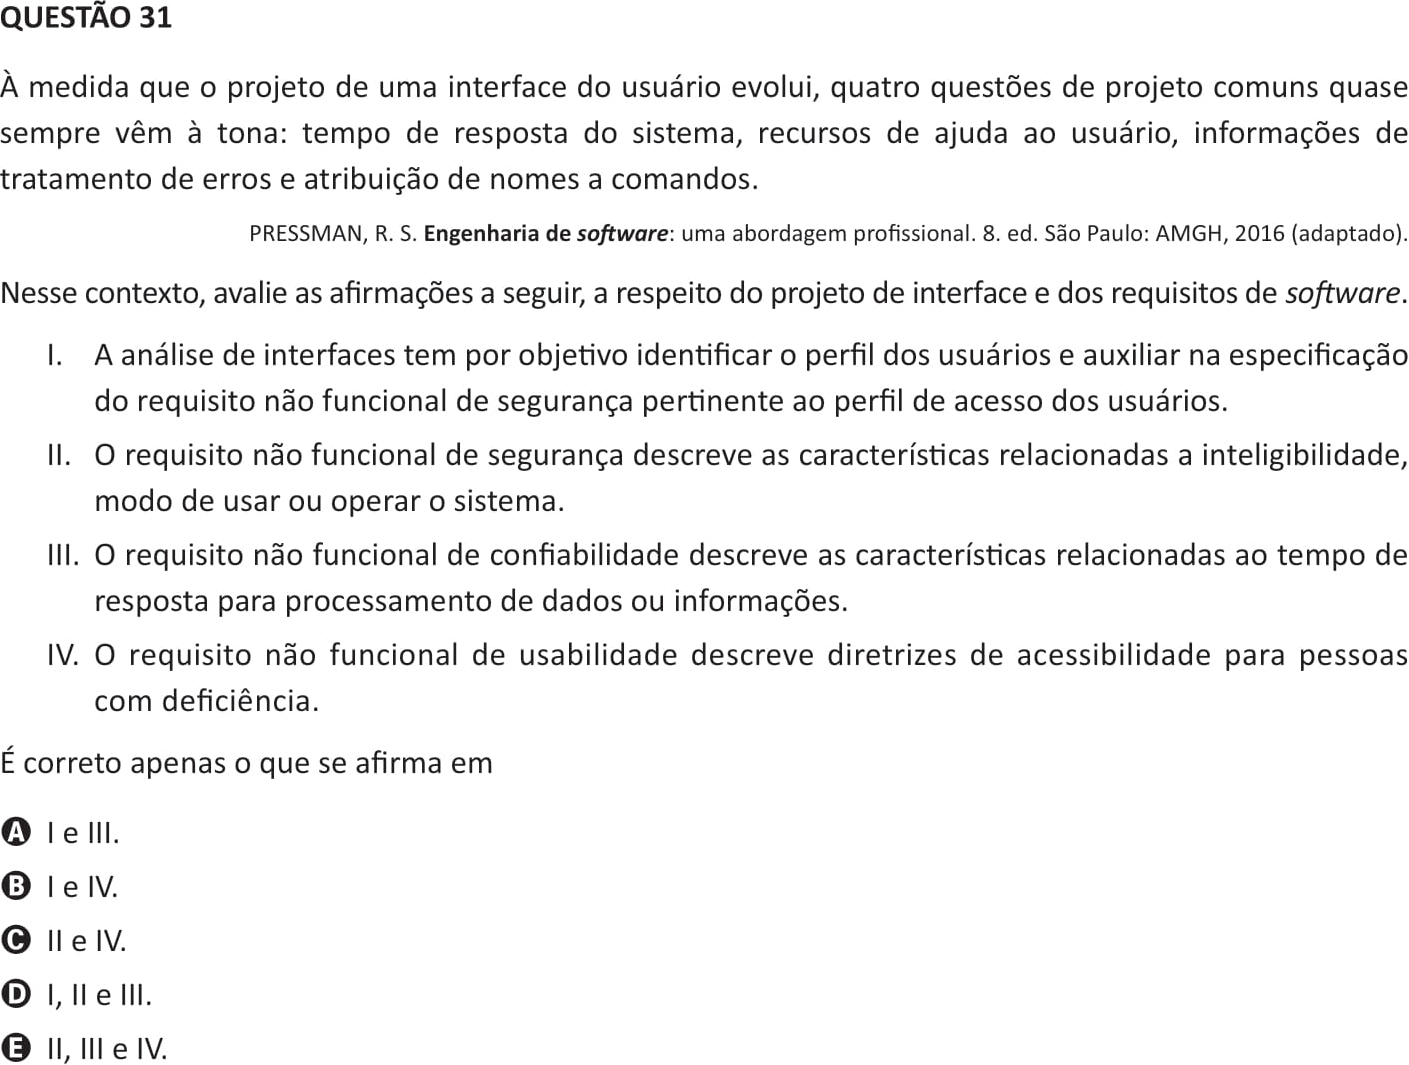 QUESTÃO 31
À medida que o projeto de uma interface do usuário evolui, quatro questões de projeto comuns quase
sempre vêm à tona: tempo de resposta do sistema, recursos de ajuda ao usuário, informações de
tratamento de erros e atribuição de nomes a comandos.
PRESSMAN, R. S. Engenharia de software: uma abordagem profissional. 8. ed. São Paulo: AMGH, 2016 (adaptado).
Nesse contexto, avalie as afirmações a seguir, a respeito do projeto de interface e dos requisitos de software.
I. A análise de interfaces tem por objetivo identificar o perfil dos usuários e auxiliar na especificação
do requisito não funcional de segurança pertinente ao perfil de acesso dos usuários.
II. O requisito não funcional de segurança descreve as características relacionadas a inteligibilidade,
modo de usar ou operar o sistema.
III. O requisito não funcional de confiabilidade descreve as características relacionadas ao tempo de
resposta para processamento de dados ou informações.
IV. O requisito não funcional de usabilidade descreve diretrizes de acessibilidade para pessoas
com deficiência.
É correto apenas o que se afirma em
A I e III.
B I e IV.
C II e IV.
D I, II e III.
E II, III e IV.